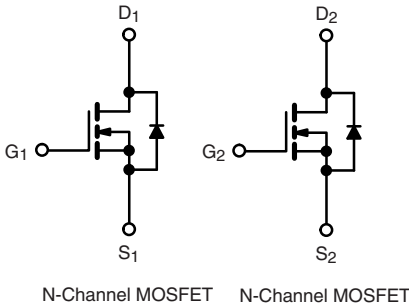 D1 D2
G1 G2
S1 S2
N-Channel MOSFET N-Channel MOSFET